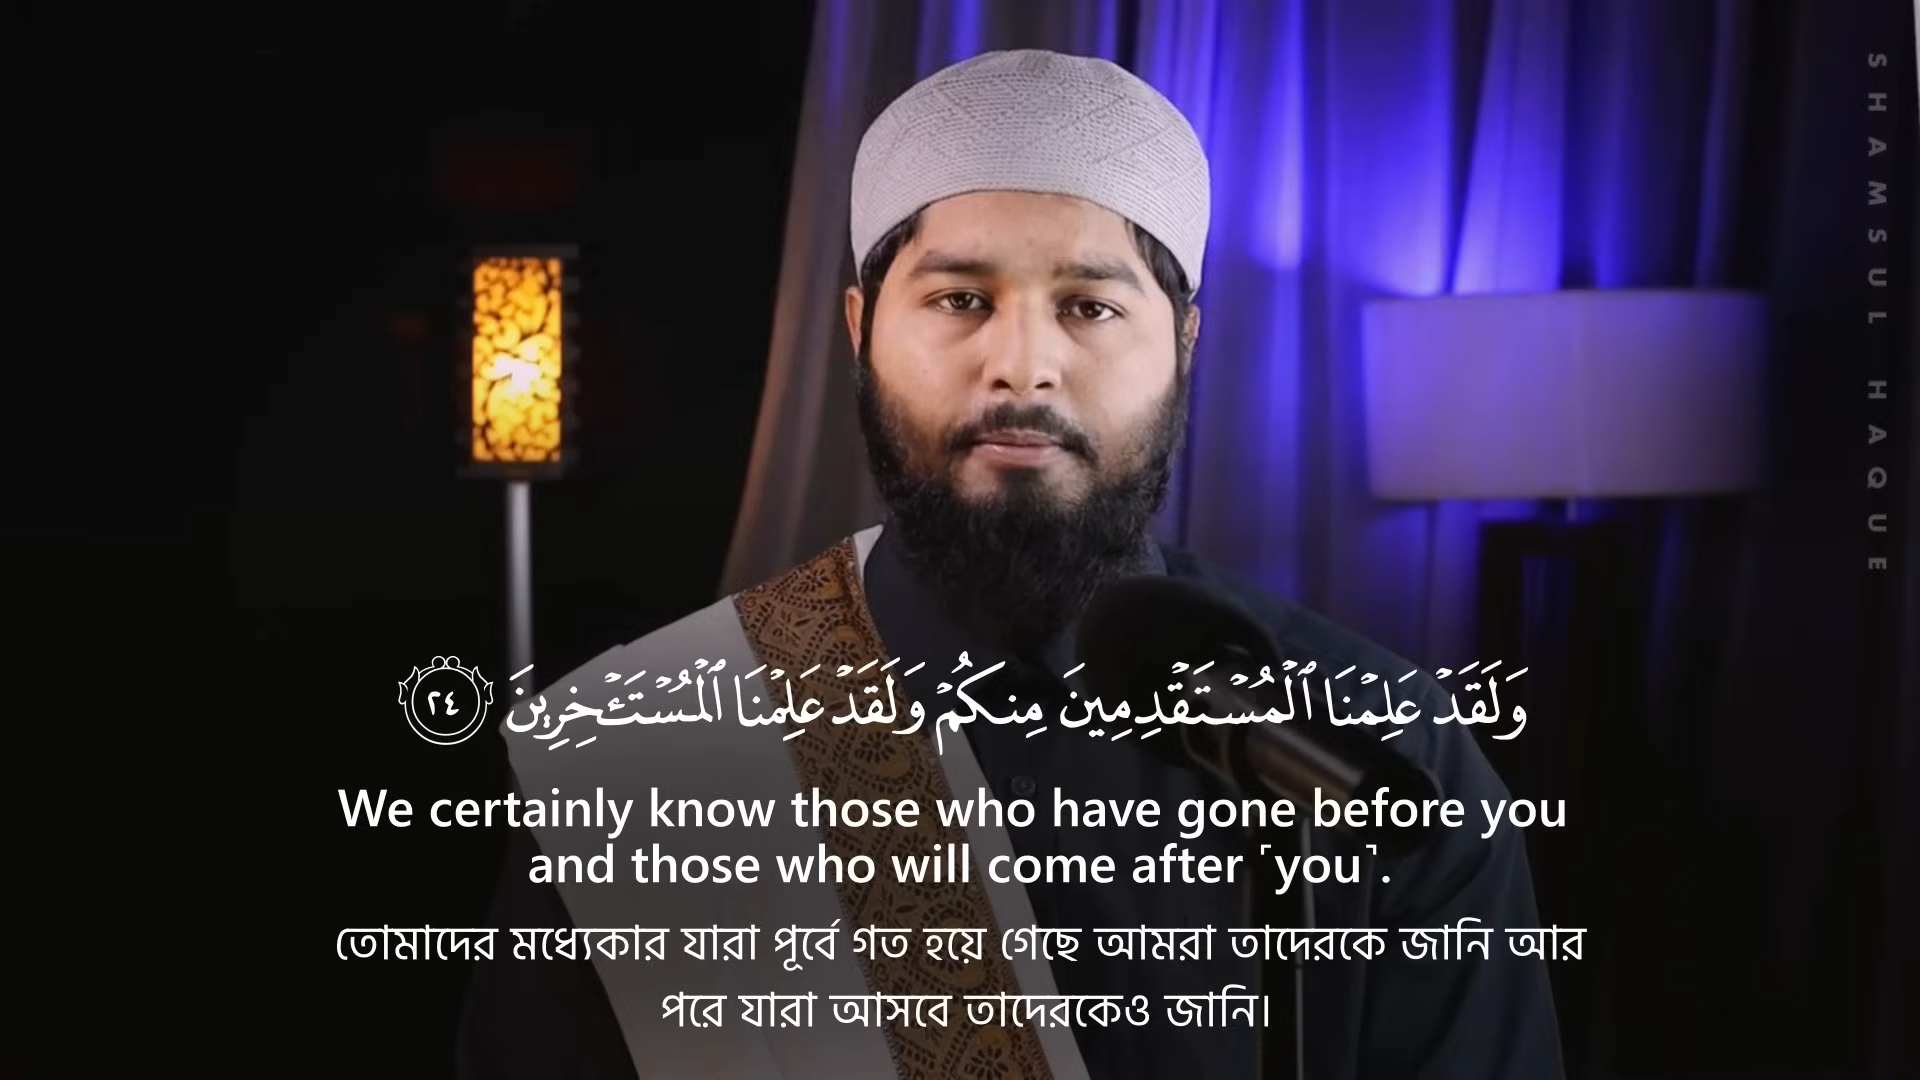 وَلَقَدْ عَلِمْنَا ٱلْمُسْتَقْدِمِينَ مِنكُمْ وَلَقَدْ عَلِمْنَا ٱلْمُسْتَـْٔخِرِينَ ٢٤
We certainly know those who have gone before you
and those who will come after ˹you˺.
তোমাদের মধ্যেকার যারা পূর্বে গত হয়ে গেছে আমরা তাদেরকে জানি আর
পরে যারা আসবে তাদেরকেও জানি।
SHAMSUL HAQUE